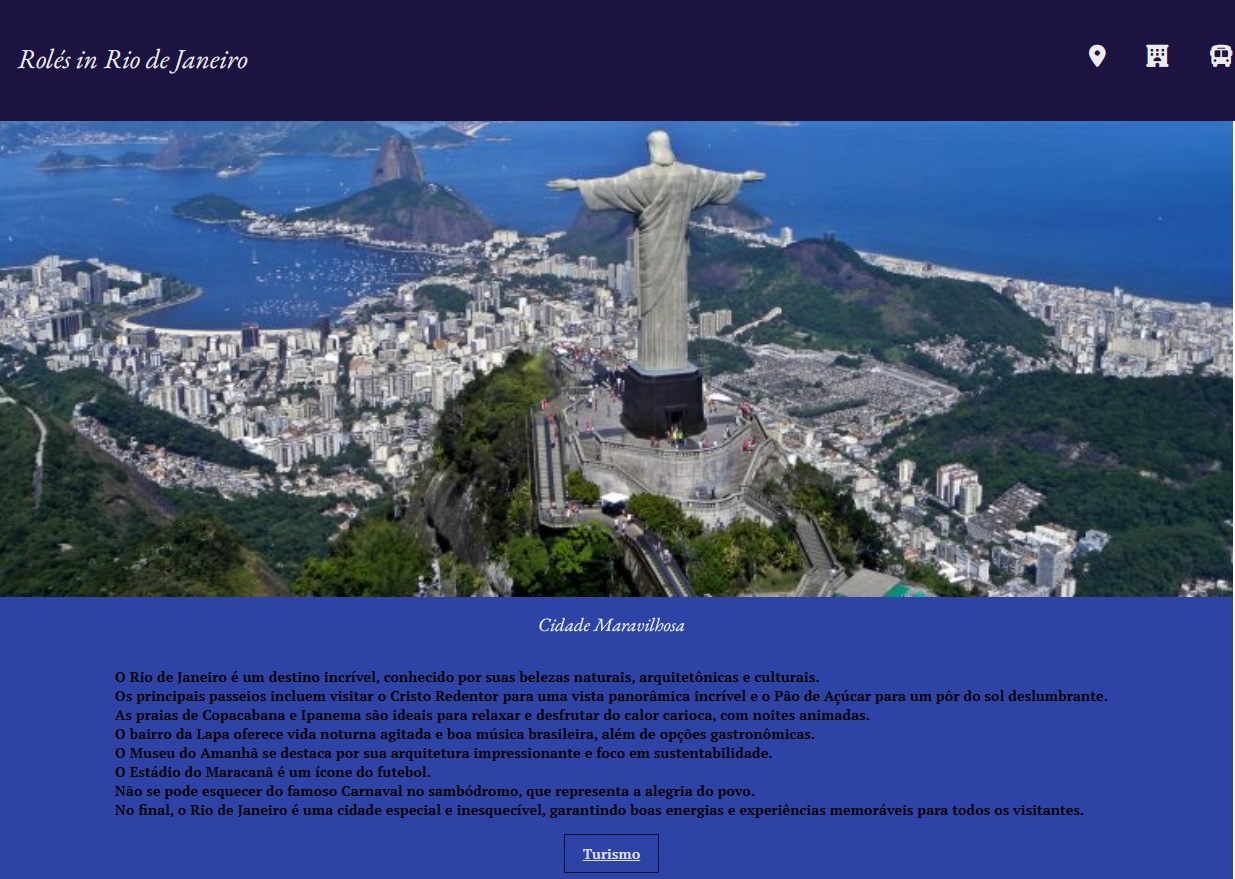 Rolés in Rio de Janeiro
Cidade Maravilhosa
O Rio de Janeiro é um destino incrível, conhecido por suas belezas naturais, arquitetônicas e culturais.
Os principais passeios incluem visitar o Cristo Redentor para uma vista panorâmica incrível e o Pão de Açúcar para um pôr do sol deslumbrante.
As praias de Copacabana e Ipanema são ideais para relaxar e desfrutar do calor carioca, com noites animadas.
O bairro da Lapa oferece vida noturna agitada e boa música brasileira, além de opções gastronômicas.
O Museu do Amanhã se destaca por sua arquitetura impressionante e foco em sustentabilidade.
O Estádio do Maracanã é um ícone do futebol.
Não se pode esquecer do famoso Carnaval no sambódromo, que representa a alegria do povo.
No final, o Rio de Janeiro é uma cidade especial e inesquecível, garantindo boas energias e experiências memoráveis para todos os visitantes.
Turismo